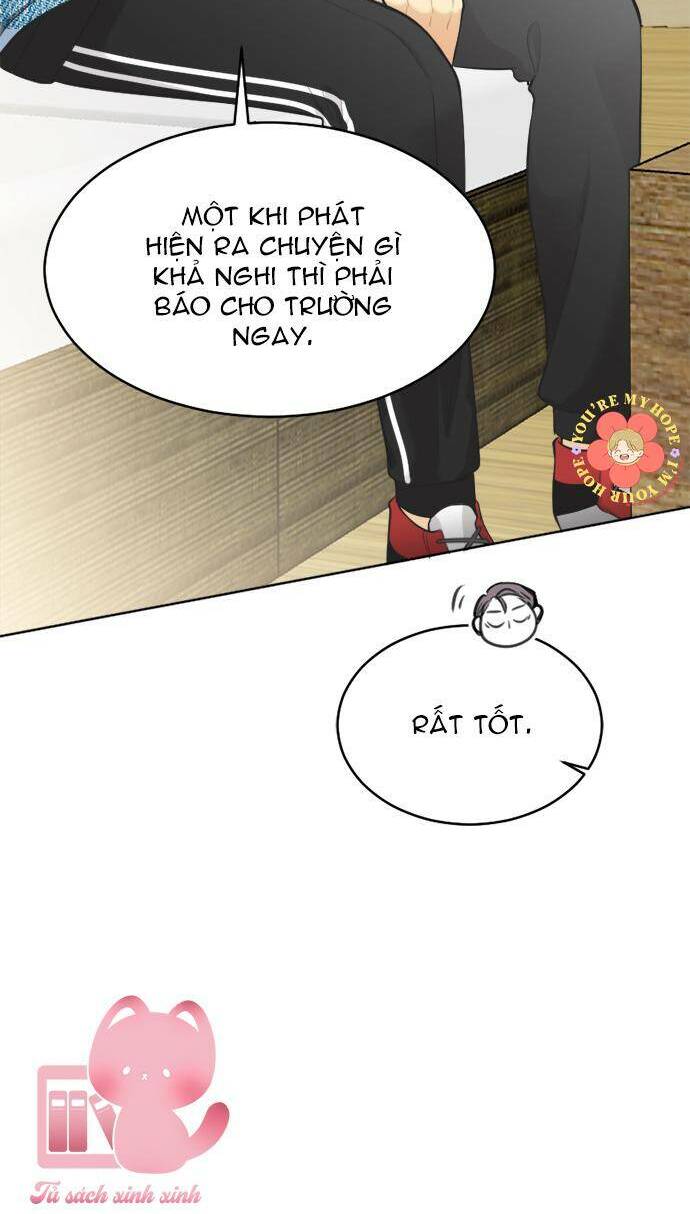 MỘT KHI PHÁT
HIỆN RA CHUYỆN GÌ
KHẢ NGHI THÌ PHẢI
BÁO CHO TRƯỜNG
NGAY.
YOU'RE MY HOPE
I'M YOUR HOPE
RẤT TỐT.
Tủ sách xinh xinh